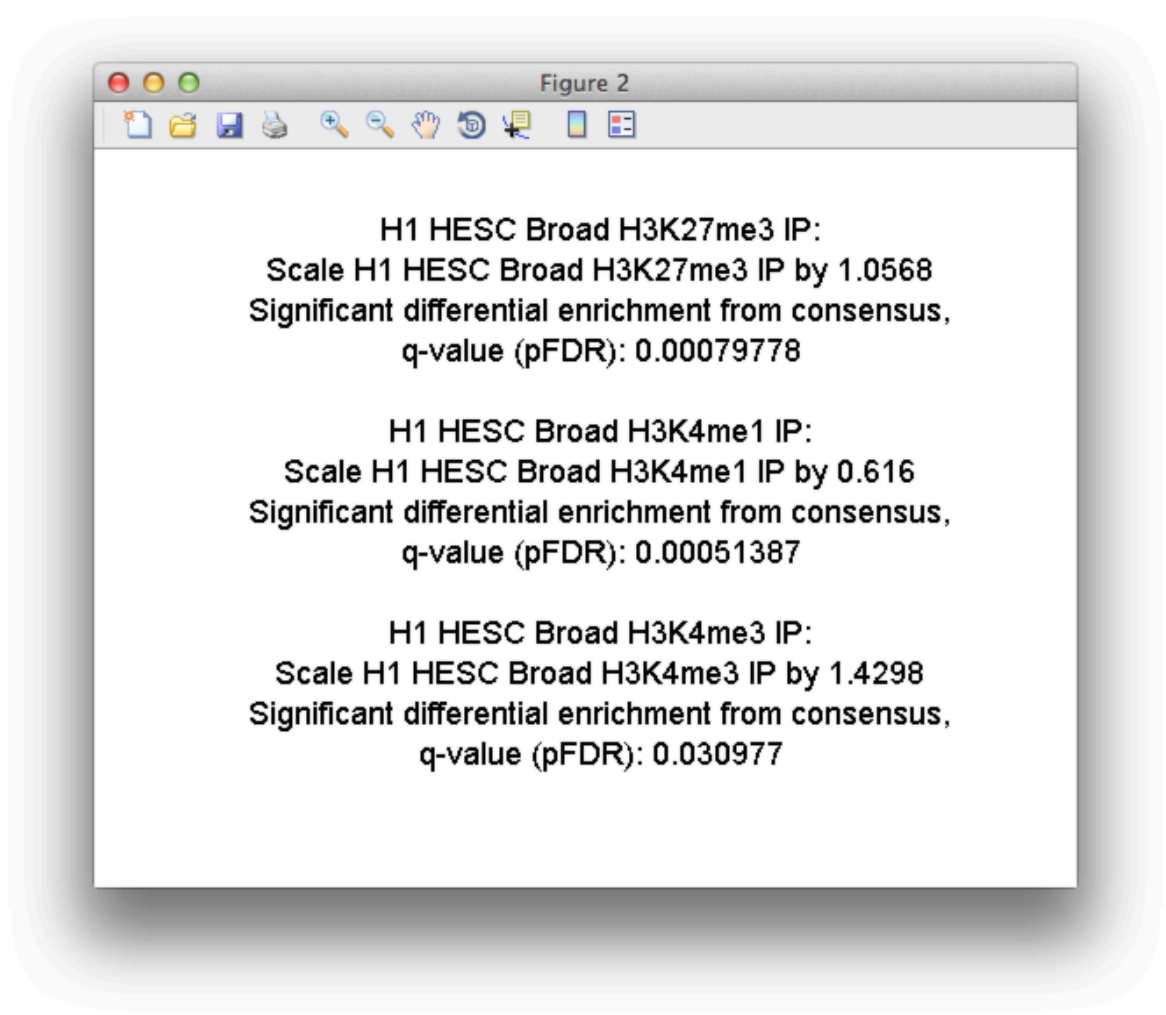 Figure 2
H1 HESC Broad H3K27me3 IP:
Scale H1 HESC Broad H3K27me3 IP by 1.0568
Significant differential enrichment from consensus,
q-value (pFDR): 0.00079778
H1 HESC Broad H3K4me1 IP:
Scale H1 HESC Broad H3K4me1 IP by 0.616
Significant differential enrichment from consensus,
q-value (pFDR): 0.00051387
H1 HESC Broad H3K4me3 IP:
Scale H1 HESC Broad H3K4me3 IP by 1.4298
Significant differential enrichment from consensus,
q-value (pFDR): 0.030977